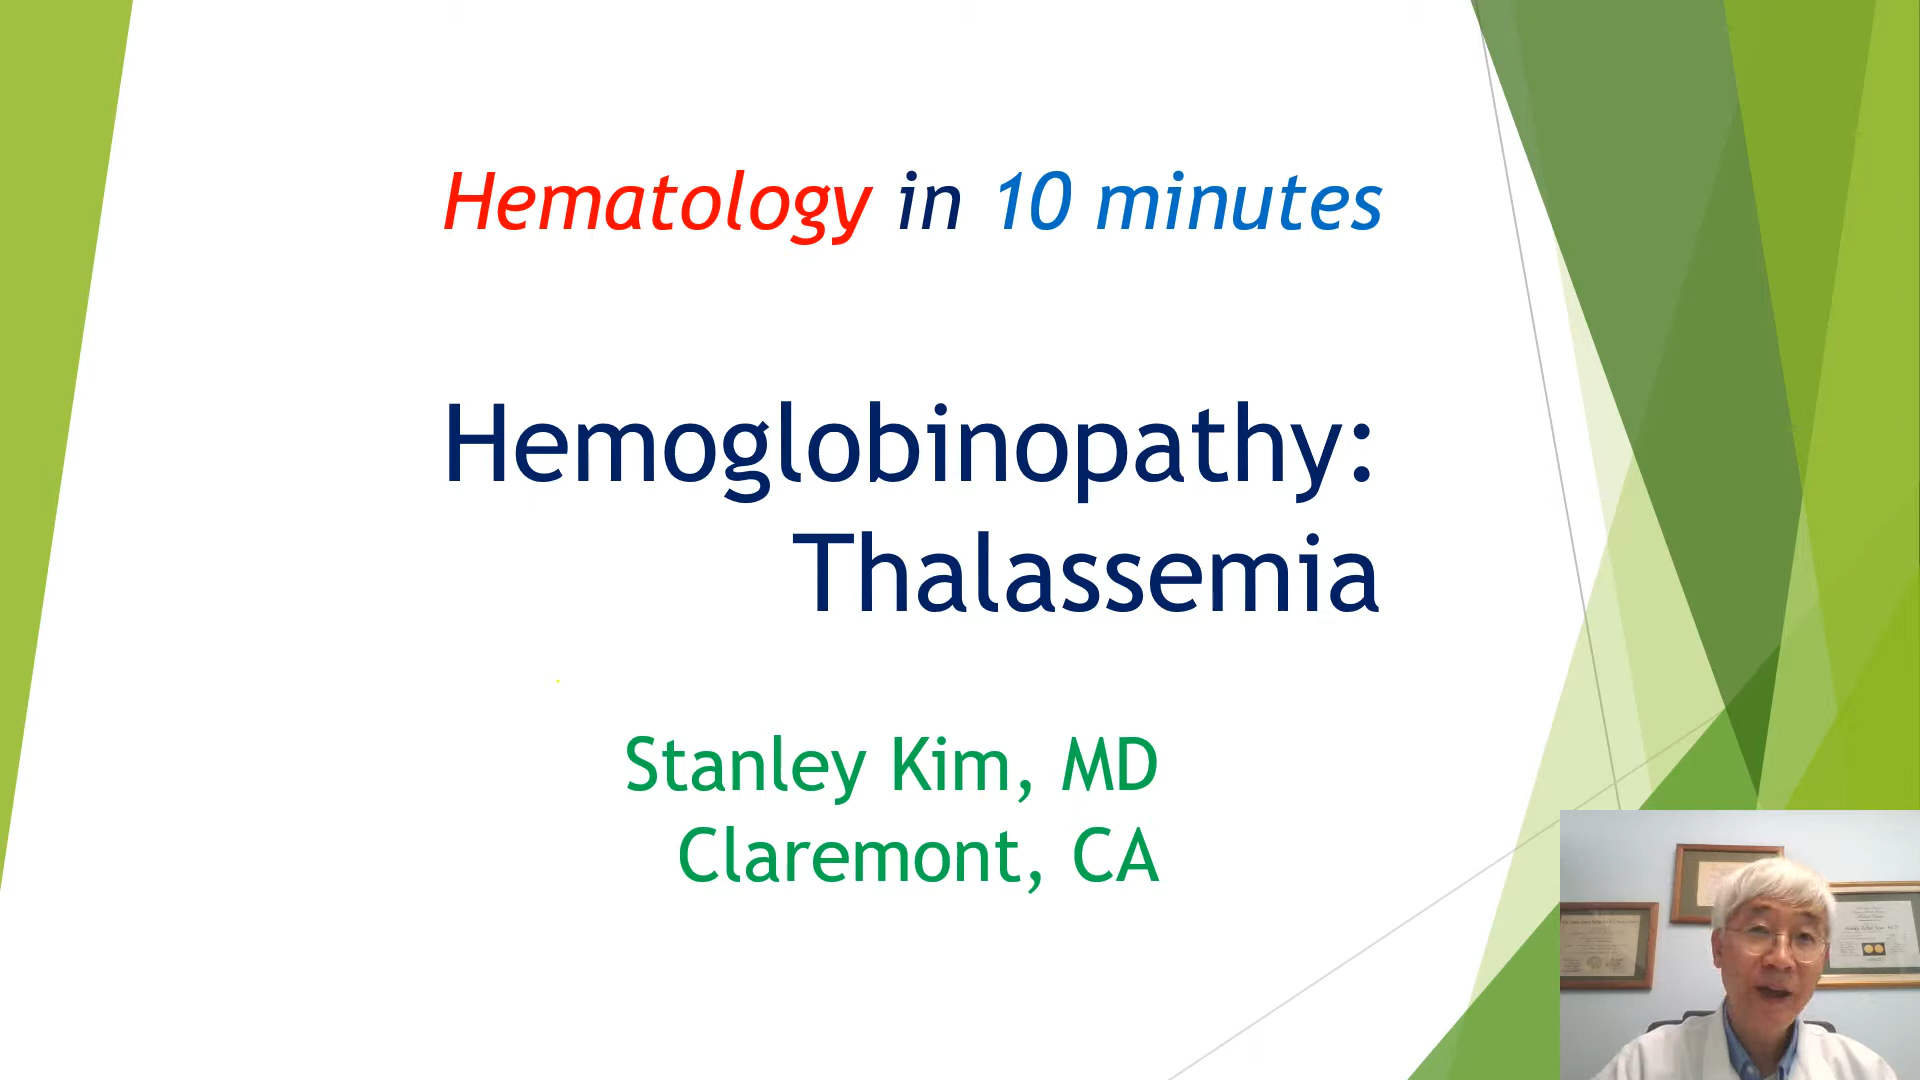 Hematology in 10 minutes
Hemoglobinopathy:
Thalassemia
Stanley Kim, MD
Claremont, CA